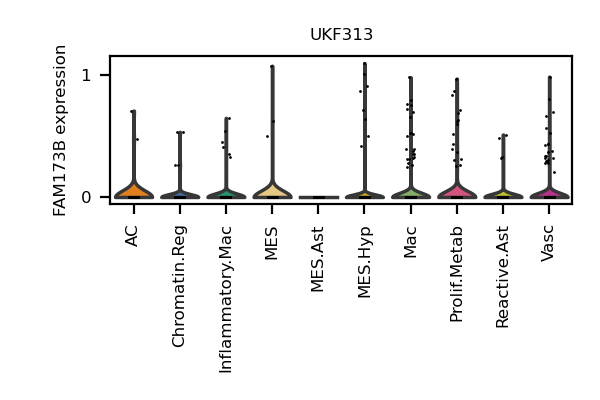 UKF313
FAM173B expression
1
0
AC
Chromatin.Reg
Inflammatory.Mac
MES
MES.Ast
MES.Hyp
Mac
Prolif.Metab
Reactive.Ast
Vasc